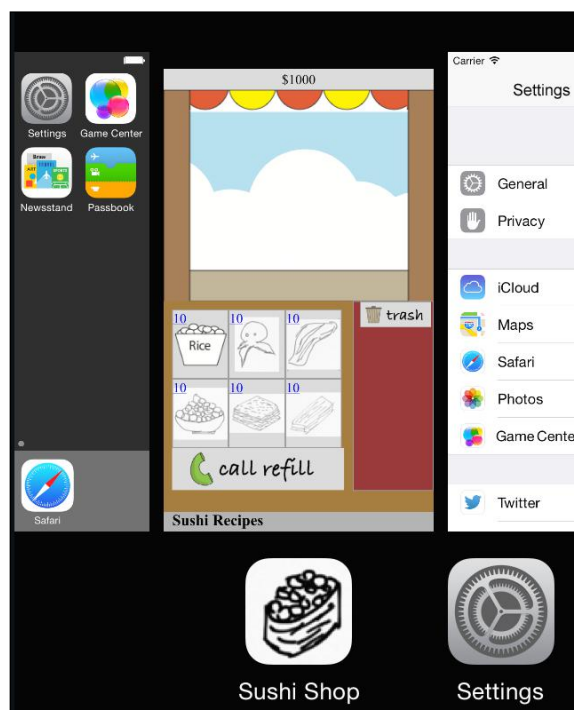 Settings
Game Center
Newsstand
Passbook
Safari
$1000
10 10 10
Rice
10 10 10
trash
call refill
Sushi Recipes
Carrier
Settings
General
Privacy
iCloud
Maps
Safari
Photos
Game Cente
Twitter
Sushi Shop
Settings